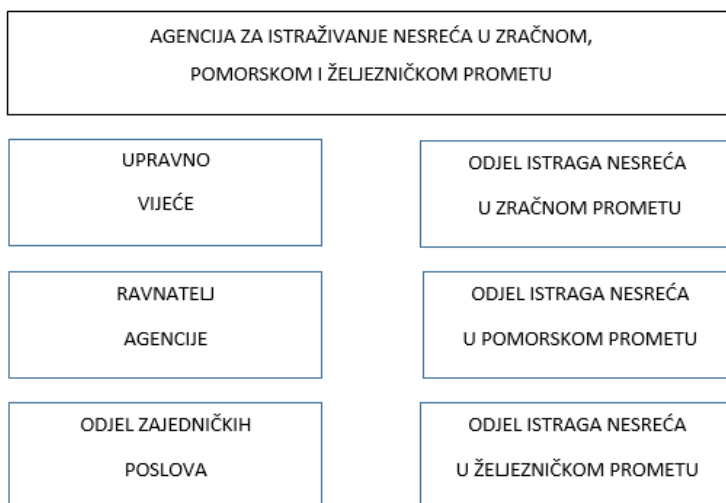 AGENCIJA ZA ISTRAŽIVANJE NESREĆA U ZRAČNOM,
POMORSKOM I ŽELJEZNIČKOM PROMETU
UPRAVNO
VIJEĆE
ODJEL ISTRAGA NESREĆA
U ZRAČNOM PROMETU
RAVNATELJ
AGENCIJE
ODJEL ISTRAGA NESREĆA
U POMORSKOM PROMETU
ODJEL ZAJEDNIČKIH
POSLOVA
ODJEL ISTRAGA NESREĆA
U ŽELJEZNIČKOM PROMETU